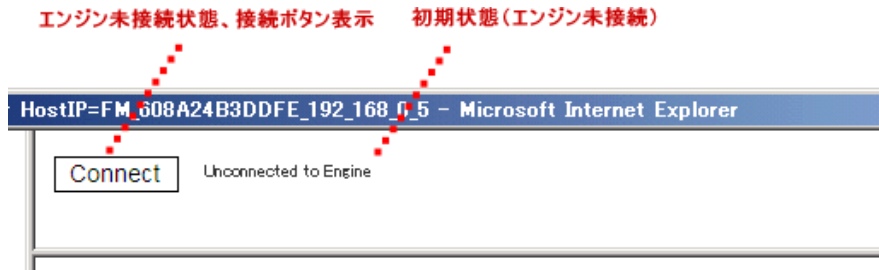 エンジン未接続状態、接続ボタン表示
初期状態(エンジン未接続)
HostIP=FM_608A24B3DDFE_192_168_0_5 - Microsoft Internet Explorer
Connect
Unconnected to Engine